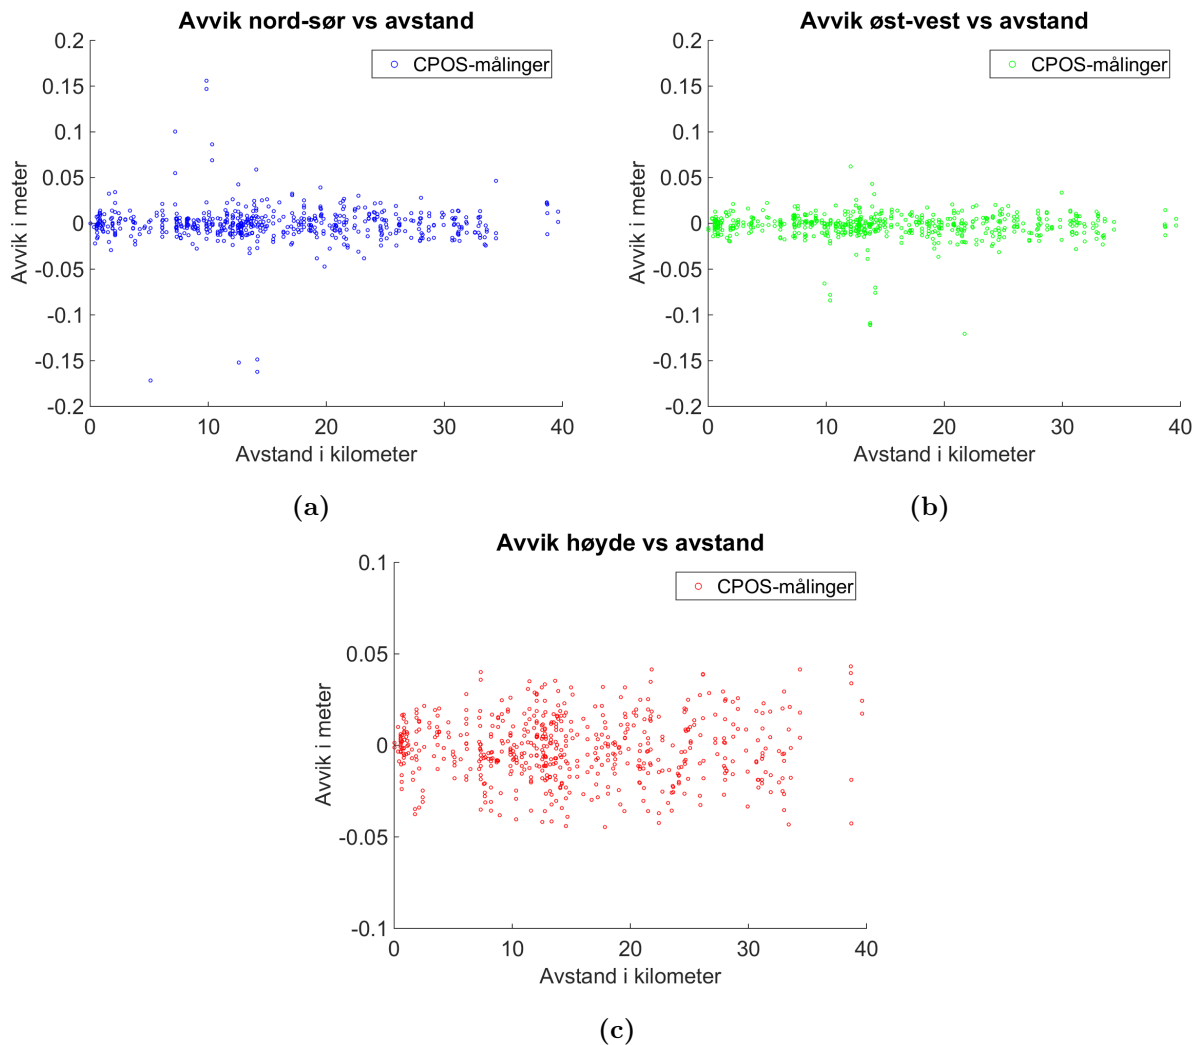 Avvik nord-sør vs avstand
CPOS-målinger
0.2
0.15
0.1
0.05
0
-0.05
-0.1
-0.15
-0.2
Avvik i meter
0 10 20 30 40
Avstand i kilometer
(a)
Avvik øst-vest vs avstand
CPOS-målinger
0.2
0.15
0.1
0.05
0
-0.05
-0.1
-0.15
-0.2
Avvik i meter
0 10 20 30 40
Avstand i kilometer
(b)
Avvik høyde vs avstand
CPOS-målinger
0.1
0.05
0
-0.05
-0.1
Avvik i meter
0 10 20 30 40
Avstand i kilometer
(c)